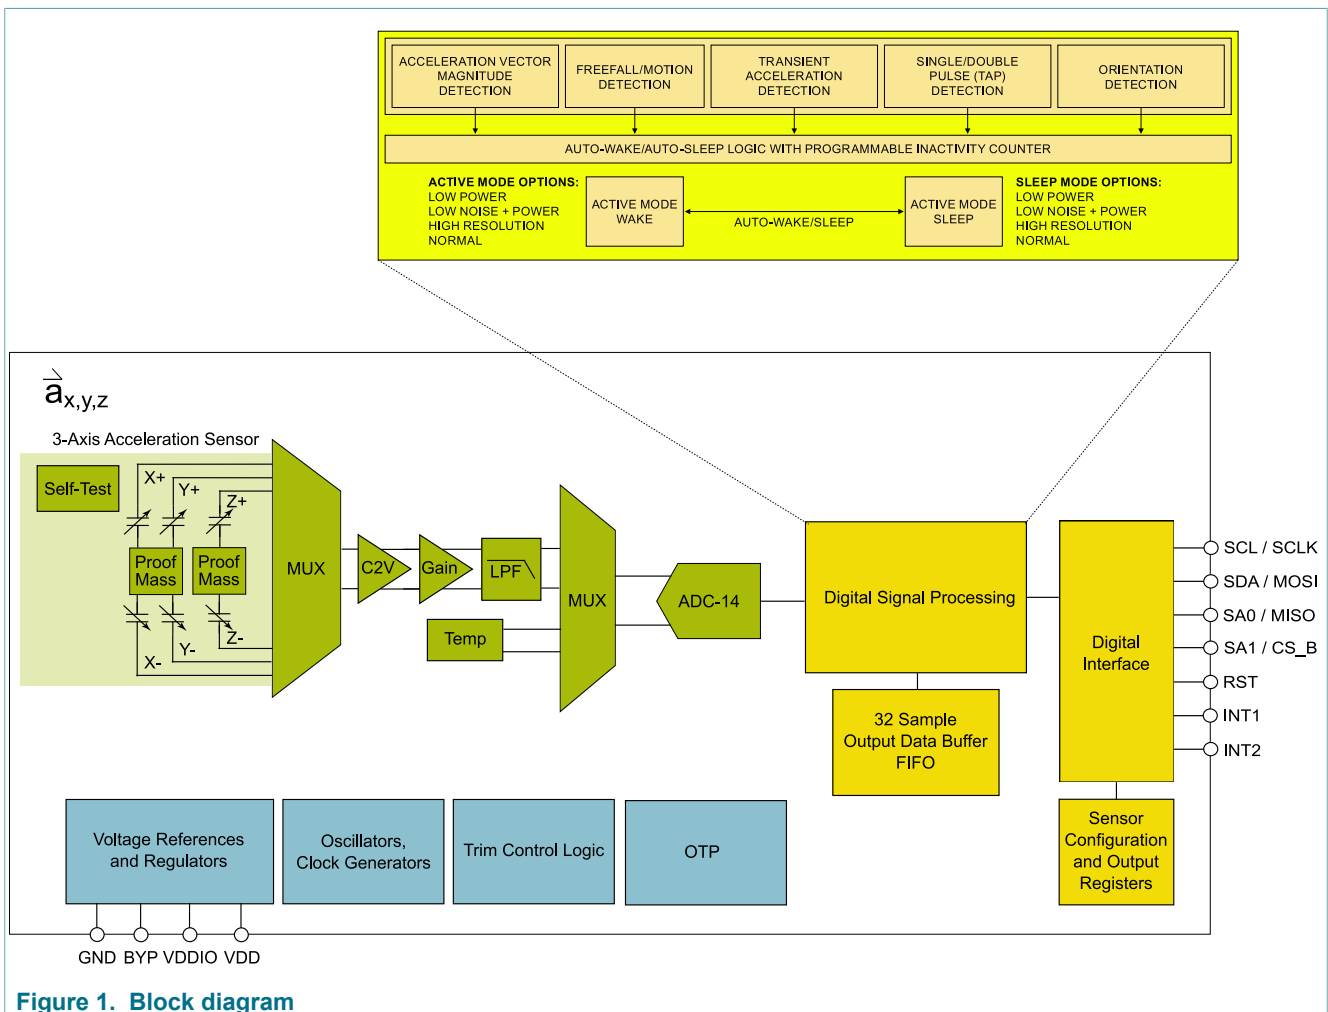 ACCELERATION VECTOR
MAGNITUDE
DETECTION
FREEFALL/MOTION
DETECTION
TRANSIENT
ACCELERATION
DETECTION
SINGLE/DOUBLE
PULSE (TAP)
DETECTION
ORIENTATION
DETECTION
AUTO-WAKE/AUTO-SLEEP LOGIC WITH PROGRAMMABLE INACTIVITY COUNTER
ACTIVE MODE OPTIONS:
LOW POWER
LOW NOISE + POWER
HIGH RESOLUTION
NORMAL
ACTIVE MODE
WAKE
AUTO-WAKE/SLEEP
ACTIVE MODE
SLEEP
SLEEP MODE OPTIONS:
LOW POWER
LOW NOISE + POWER
HIGH RESOLUTION
NORMAL
a x,y,z
3-Axis Acceleration Sensor
Self-Test
X+
Y+
Z+
Proof
Mass
Proof
Mass
Z-
Y-
X-
MUX
C2V
Gain
LPF
Temp
MUX
ADC-14
Digital Signal Processing
32 Sample
Output Data Buffer
FIFO
Digital
Interface
Sensor
Configuration
and Output
Registers
SCL / SCLK
SDA / MOSI
SA0 / MISO
SA1 / CS_B
RST
INT1
INT2
Voltage References
and Regulators
Oscillators,
Clock Generators
Trim Control Logic
OTP
GND
BYP
VDDIO
VDD
Figure 1. Block diagram